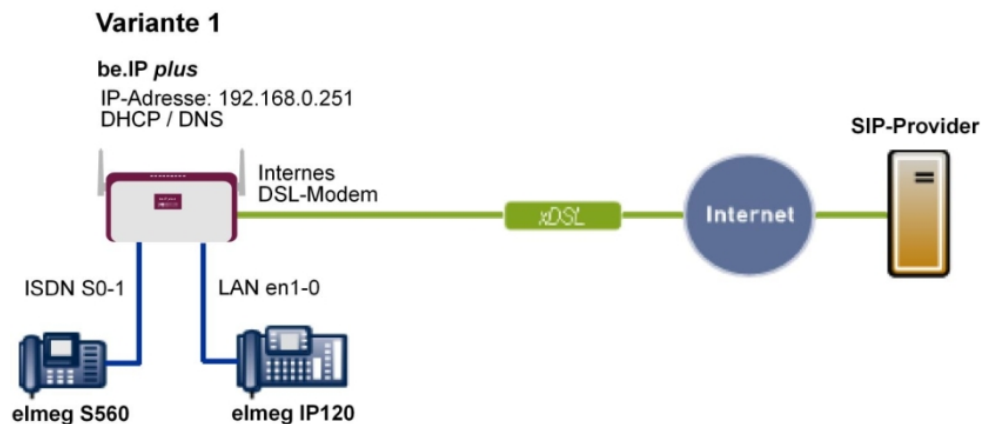 Variante 1
be.IP plus
IP-Adresse: 192.168.0.251
DHCP / DNS
SIP-Provider
Internes
DSL-Modem
xDSL
Internet
ISDN S0-1
LAN en1-0
elmeg S560
elmeg IP120